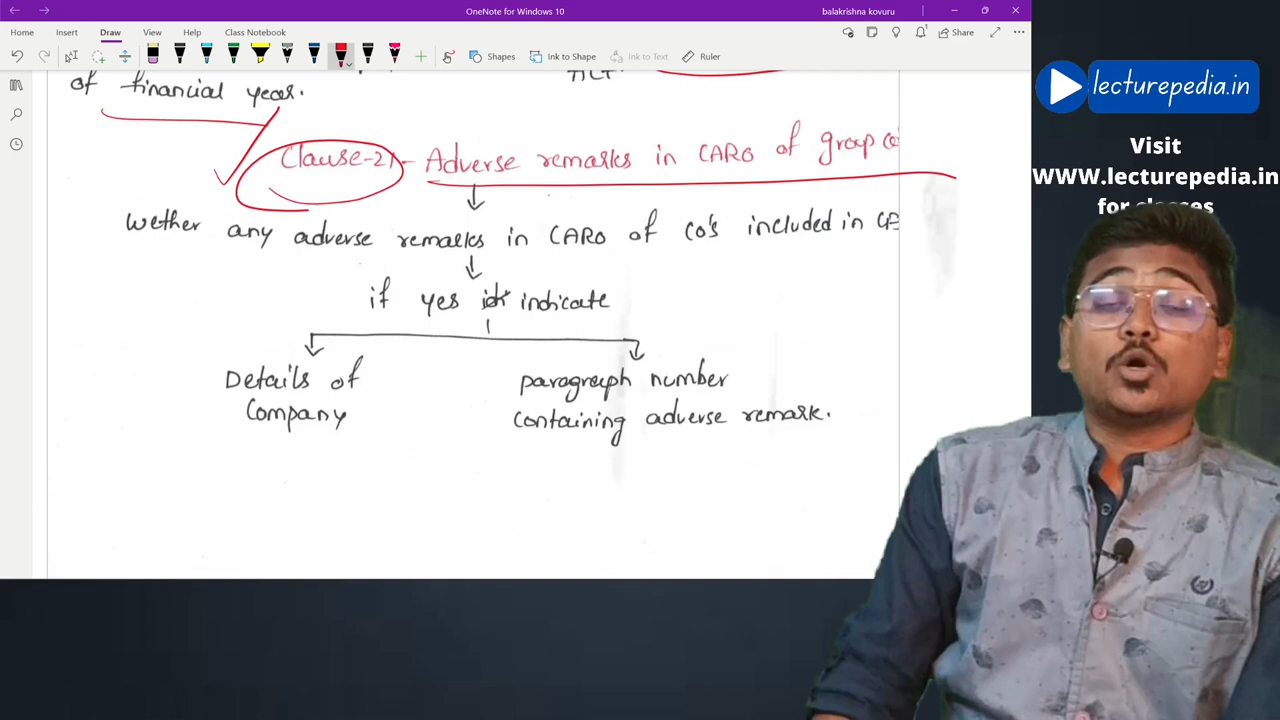 OneNote for Windows 10
balakrishna kovuru
Home Insert Draw View Help Class Notebook
Share
Shapes Ink to Shape Ink to Text Ruler
of financial year.
Clause-21 - Adverse remarks in CARO of group co
Wether any adverse remarks in CARO of co's included in
if yes indicate
Details of
Company
paragraph number
containing adverse remark.
lecturepedia.in
Visit
WWW.lecturepedia.in
for classes